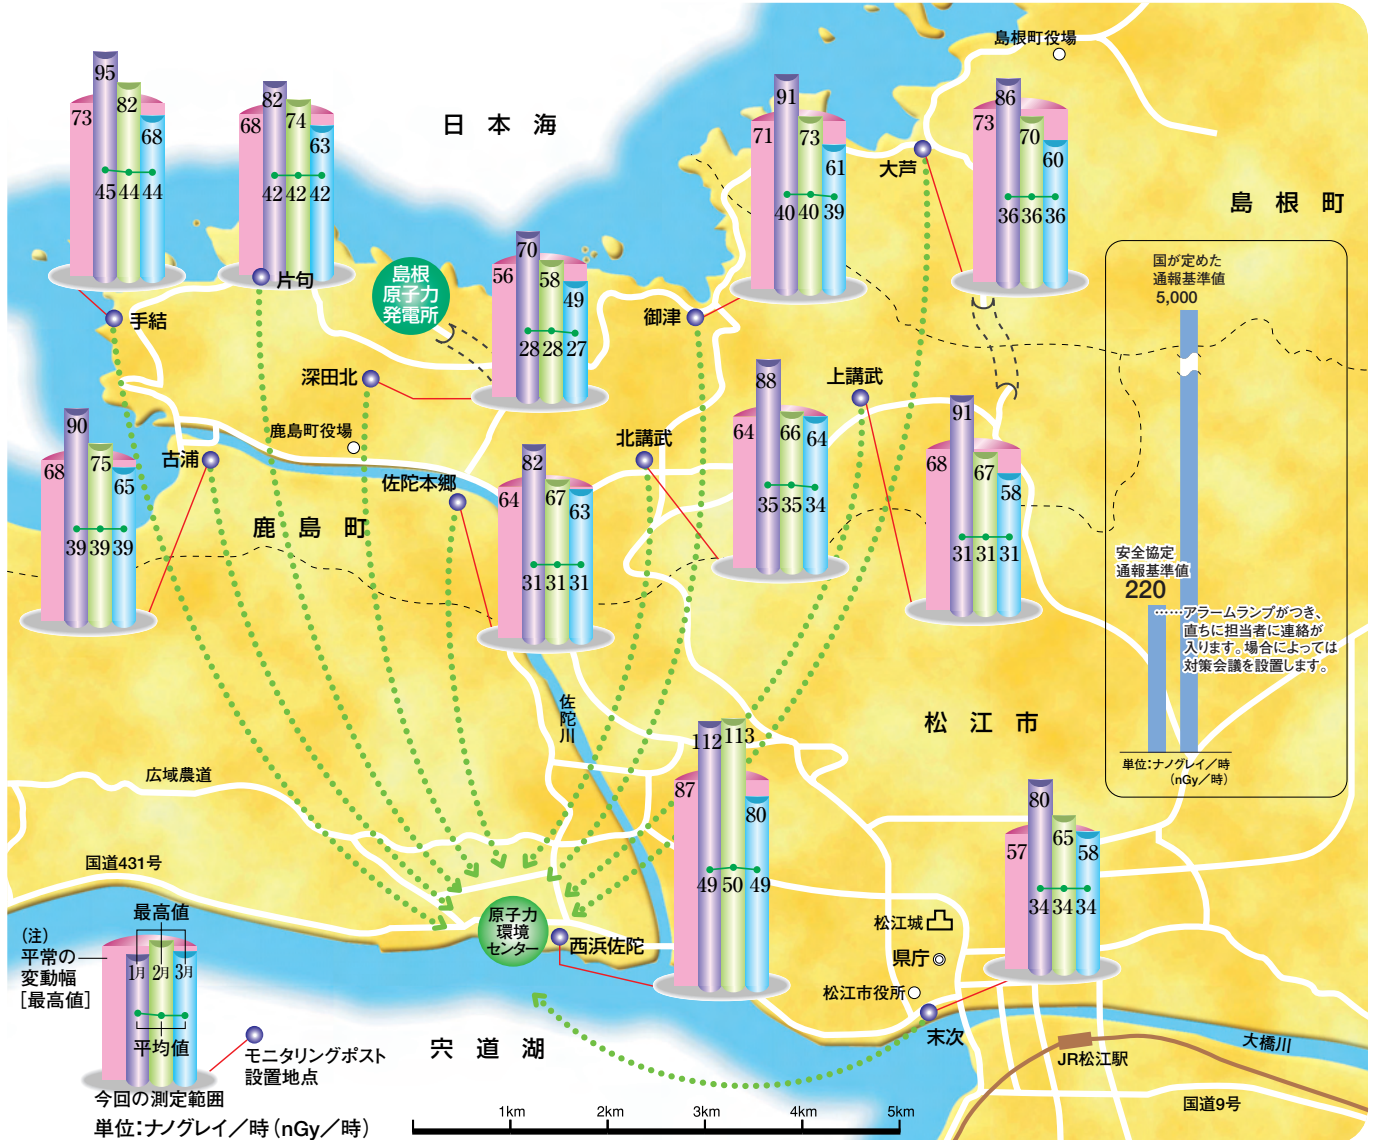 島根町役場
日本海
95
82
73
68
45
44
44
手結
82
74
68
63
42
42
42
片句
島根
原子力
発電所
70
58
56
49
28
28
27
深田北
91
73
71
61
40
40
39
御津
大芦
86
73
70
60
36
36
36
島根町
国が定めた
通報基準値
5,000
安全協定
通報基準値
220
……アラームランプがつき、
直ちに担当者に連絡が
入ります。場合によっては
対策会議を設置します。
単位:ナノグレイ/時
(nGy/時)
90
75
68
65
39
39
39
古浦
鹿島町役場
鹿島町
佐陀本郷
82
67
64
63
31
31
31
北講武
88
66
64
64
35
35
34
上講武
91
68
67
58
31
31
31
佐陀川
松江市
広域農道
国道431号
112
113
87
80
49
50
49
原子力
環境
センター
西浜佐陀
80
65
57
58
34
34
34
松江城
県庁
松江市役所
末次
大橋川
JR松江駅
国道9号
宍道湖
(注)
平常の
変動幅
[最高値]
最高値
1月
2月
3月
平均値
今回の測定範囲
モニタリングポスト
設置地点
単位:ナノグレイ/時(nGy/時)
1km
2km
3km
4km
5km